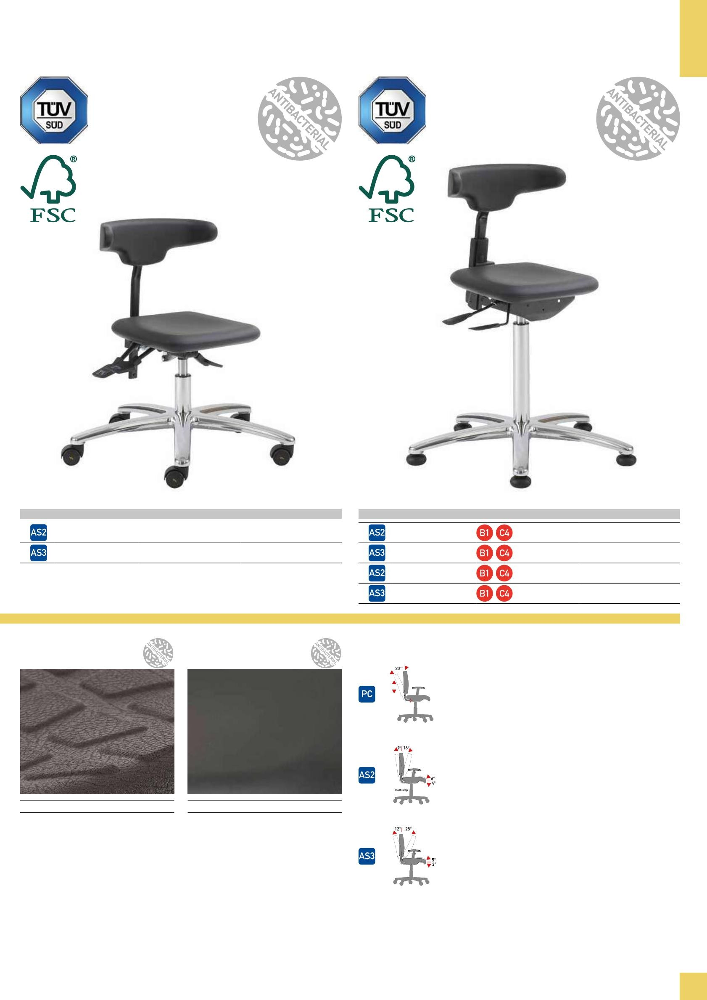 TÜV
SÜD
ANTIBACTERIAL
TÜV
SÜD
ANTIBACTERIAL
®
FSC
®
FSC
AS2
AS3
AS2 B1 C4
AS3 B1 C4
AS2 B1 C4
AS3 B1 C4
ANTIBACTERIAL
ANTIBACTERIAL
20°
PC
9° 16°
AS2
6°
4°
multi stop
12° 28°
AS3
5°
3°